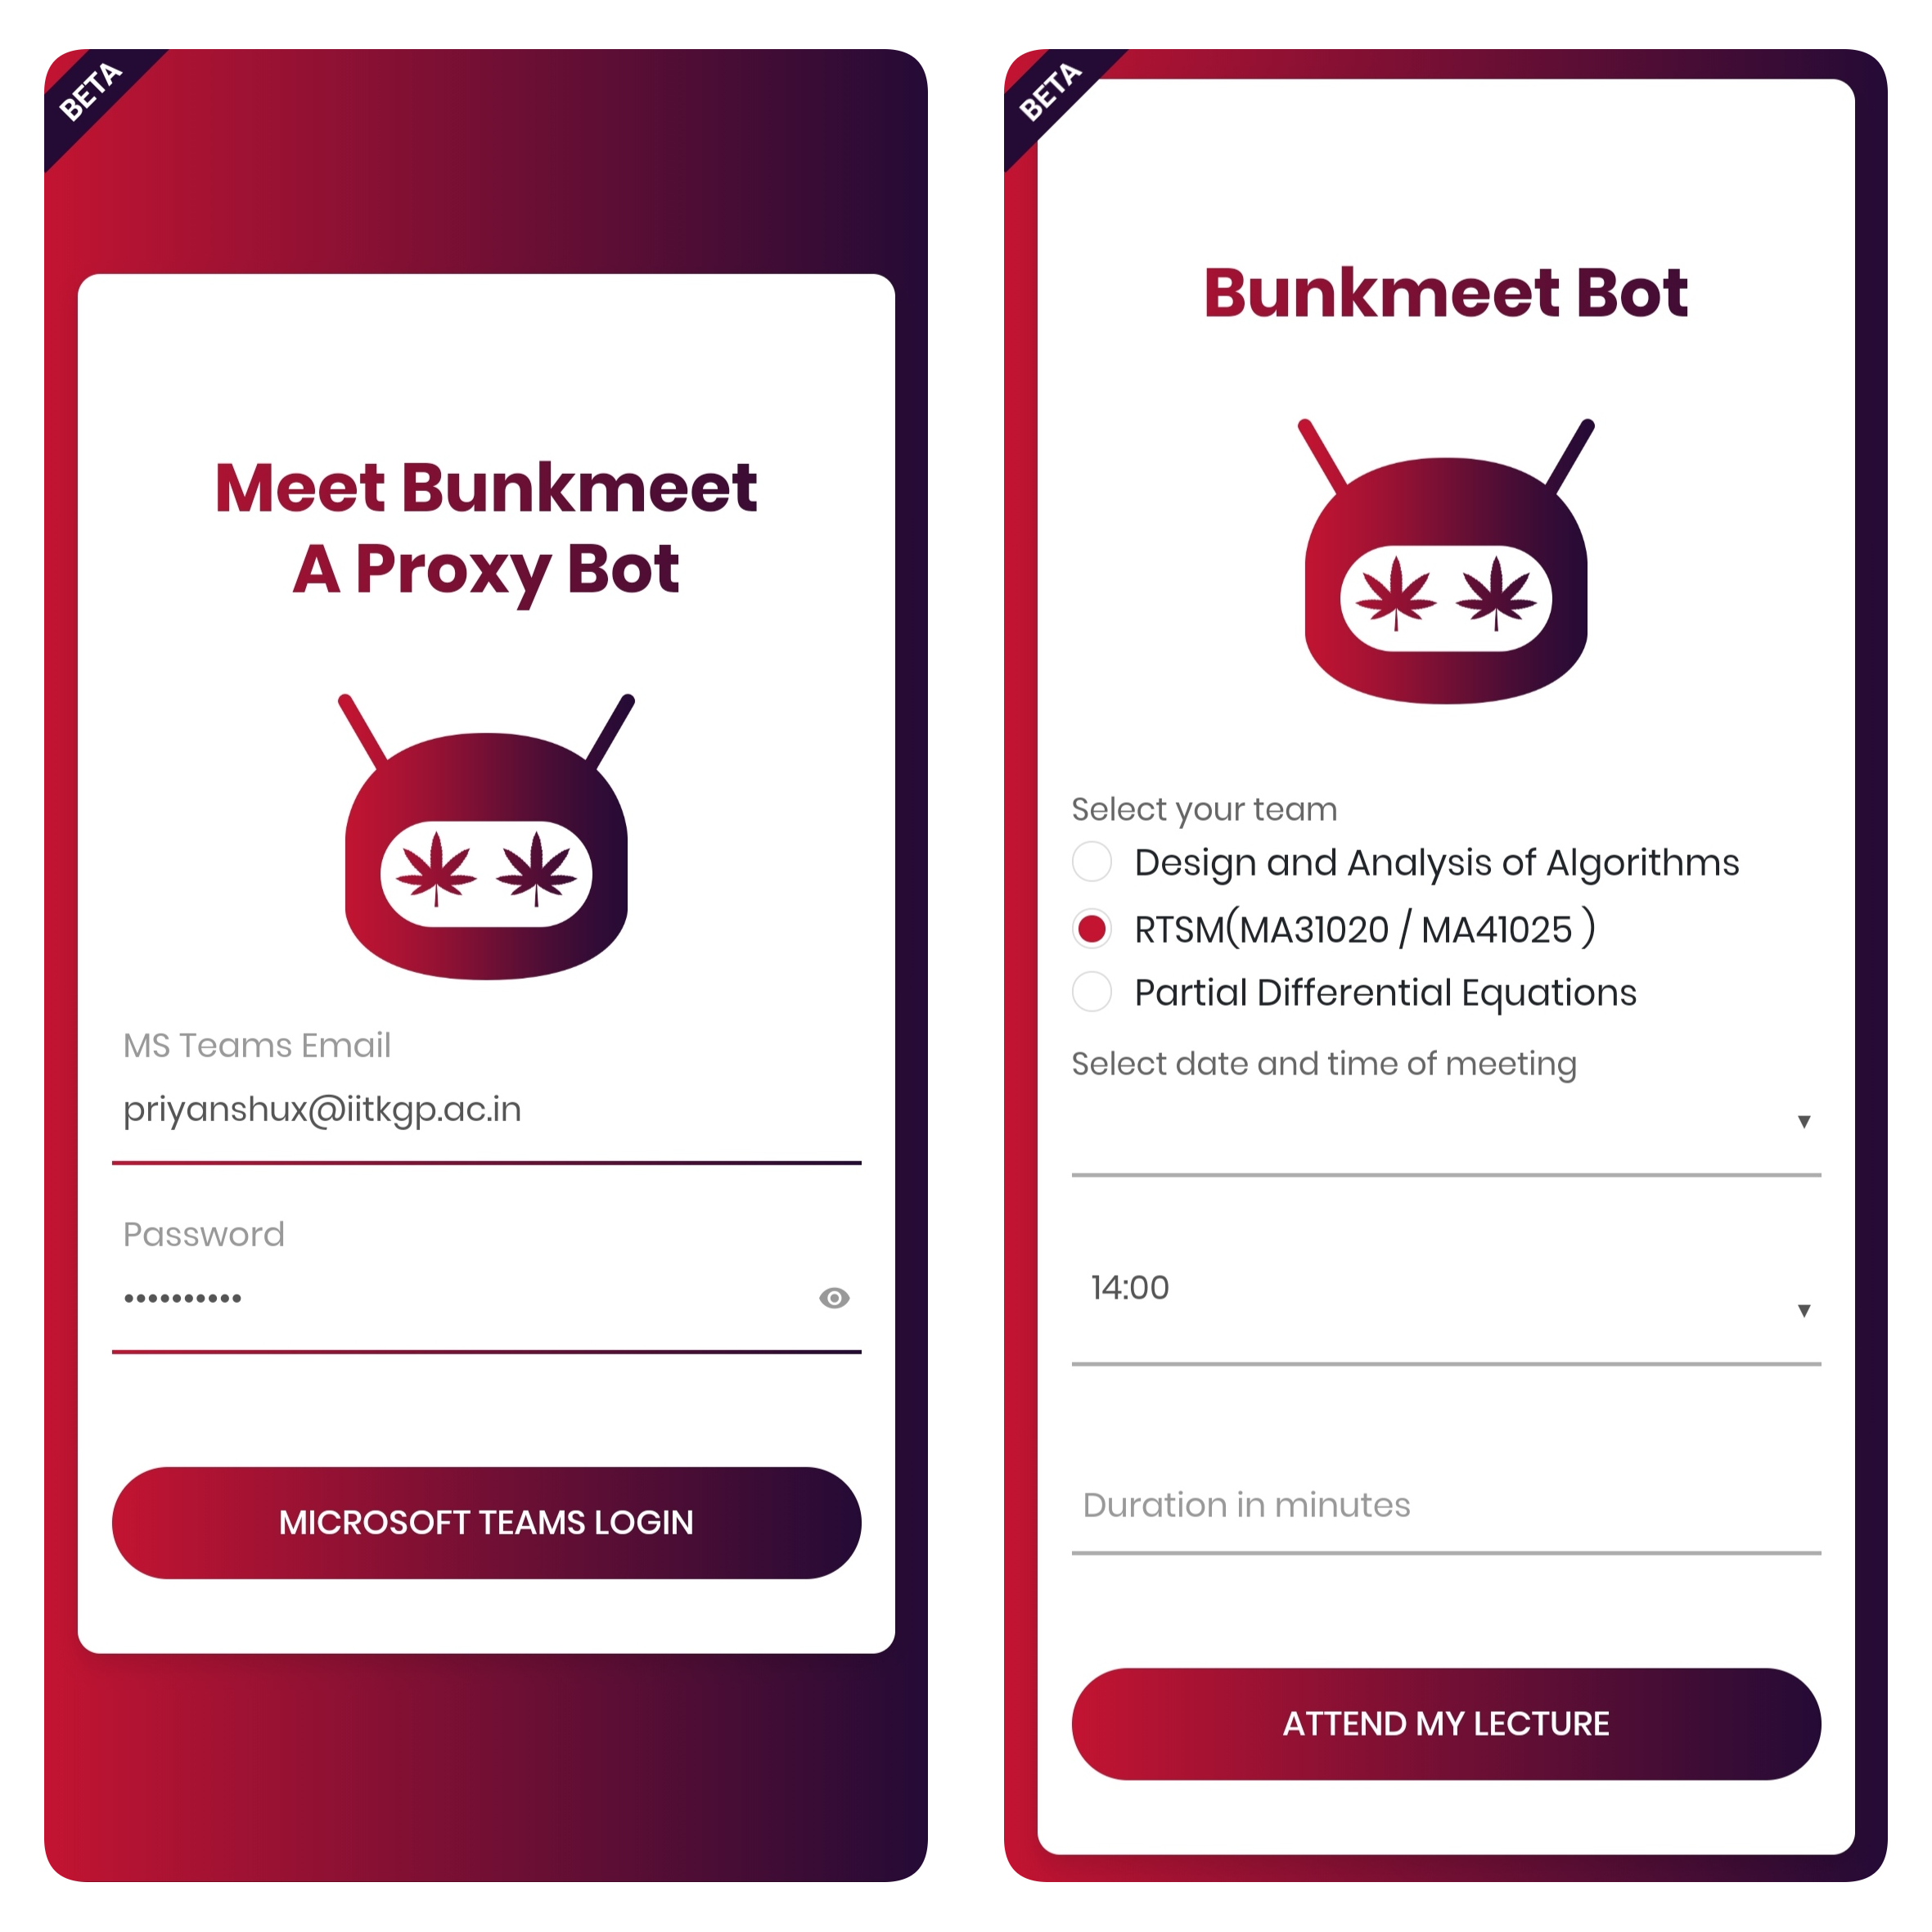 BETA
Meet Bunkmeet
A Proxy Bot
MS Teams Email
priyanshux@iitkgp.ac.in
Password
••••••••••
MICROSOFT TEAMS LOGIN
BETA
Bunkmeet Bot
Select your team
Design and Analysis of Algorithms
RTSM(MA31020 / MA41025 )
Partial Differential Equations
Select date and time of meeting
14:00
Duration in minutes
ATTEND MY LECTURE